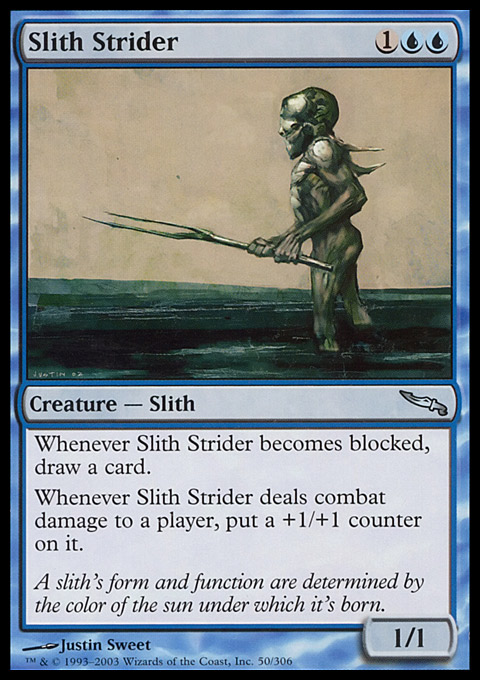 Slith Strider 1
JUSTIN 02
Creature — Slith
Whenever Slith Strider becomes blocked,
draw a card.
Whenever Slith Strider deals combat
damage to a player, put a +1/+1 counter
on it.
A slith's form and function are determined by
the color of the sun under which it's born.
Justin Sweet
1/1
™ & © 1993–2003 Wizards of the Coast, Inc. 50/306